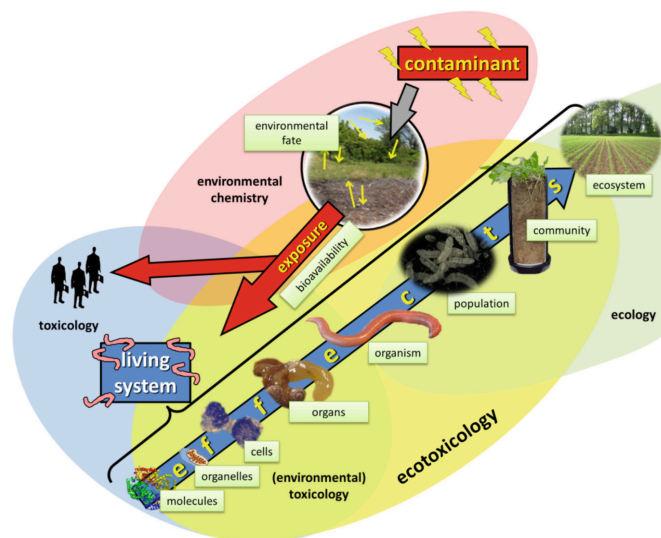 contaminant
environmental
fate
environmental
chemistry
exposure
bioavailability
toxicology
living
system
ecosystem
community
population
ecology
organism
organs
cells
organelles
molecules
effects
(environmental)
toxicology
ecotoxicology